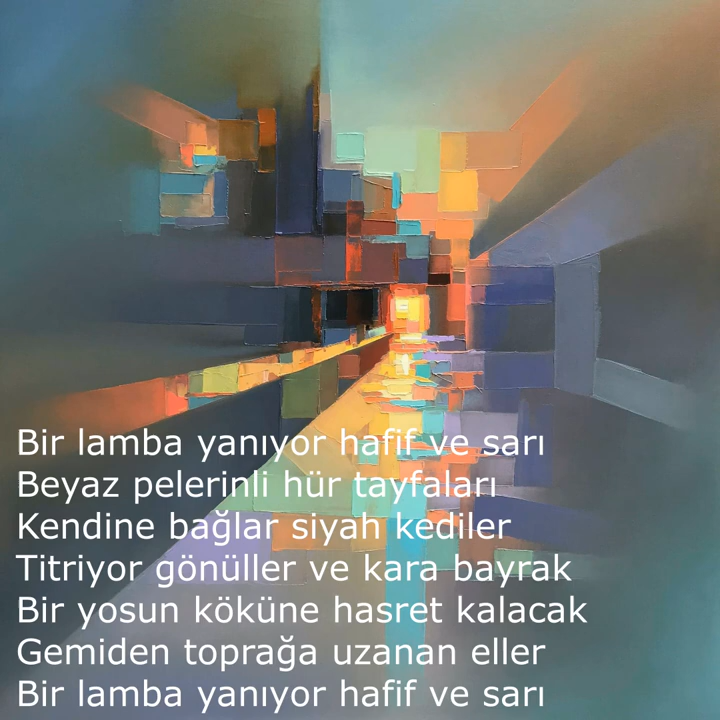 Bir lamba yanıyor hafif ve sarı
Beyaz pelerinli hür tayfaları
Kendine bağlar siyah kediler
Titriyor gönüller ve kara bayrak
Bir yosun köküne hasret kalacak
Gemiden toprağa uzanan eller
Bir lamba yanıyor hafif ve sarı